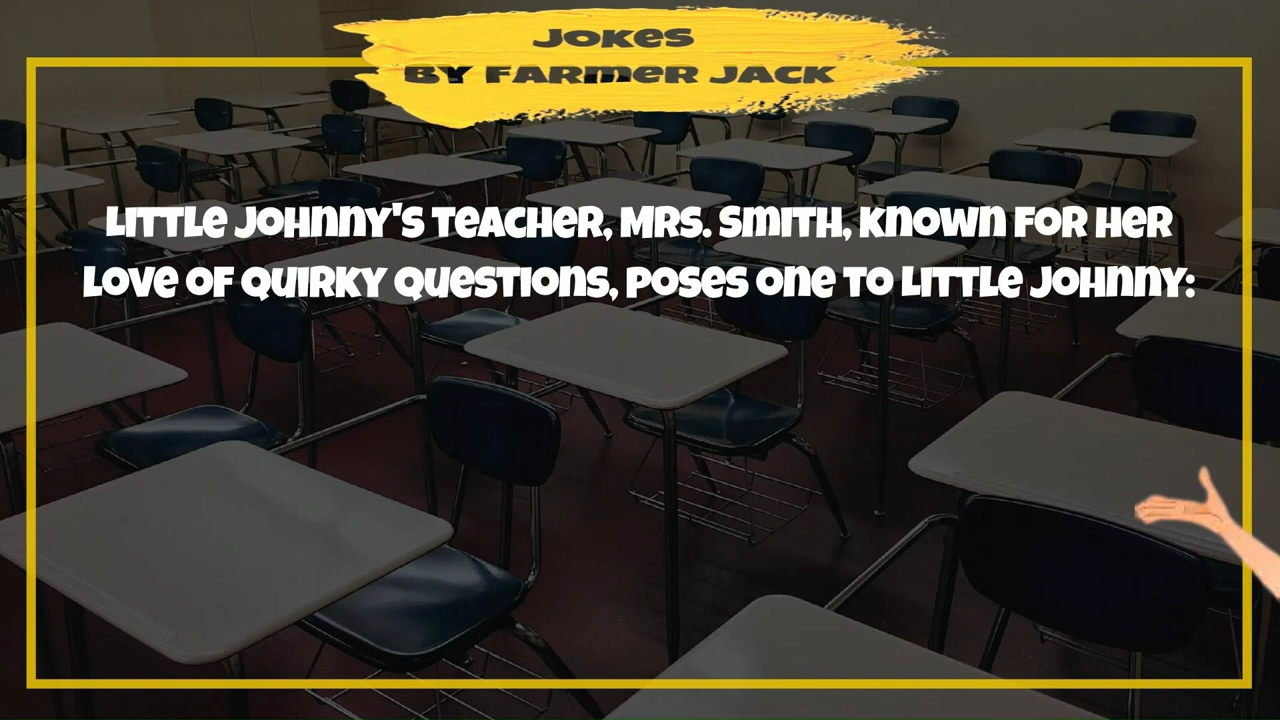 JOKES
BY FARMER JACK
LITTLE JOHNNY'S TEACHER, MRS. SMITH, KNOWN FOR HER
LOVE OF QUIRKY QUESTIONS, POSES ONE TO LITTLE JOHNNY: